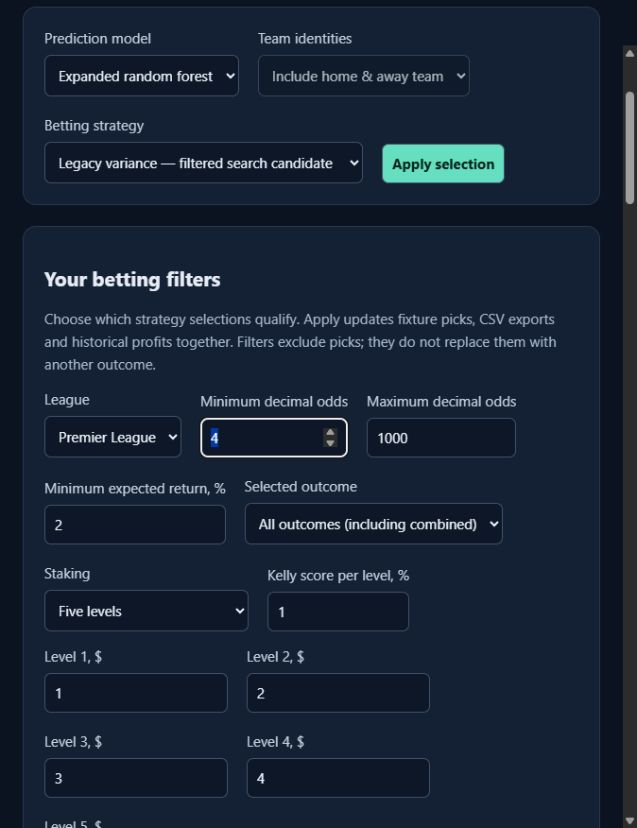 Prediction model
Team identities
Expanded random forest
Include home & away team
Betting strategy
Legacy variance — filtered search candidate
Apply selection
Your betting filters
Choose which strategy selections qualify. Apply updates fixture picks, CSV exports
and historical profits together. Filters exclude picks; they do not replace them with
another outcome.
League
Minimum decimal odds
Maximum decimal odds
Premier League
4
1000
Minimum expected return, %
Selected outcome
2
All outcomes (including combined)
Staking
Kelly score per level, %
Five levels
1
Level 1, $
Level 2, $
1
2
Level 3, $
Level 4, $
3
4
Level 5, $